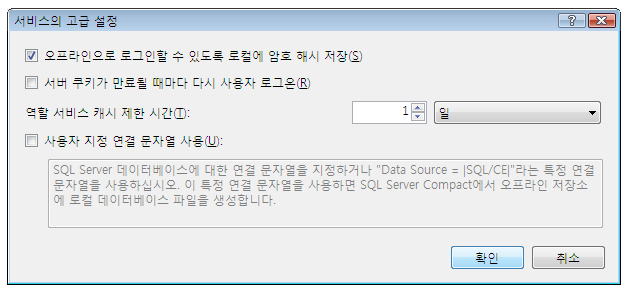 서비스의 고급 설정
오프라인으로 로그인할 수 있도록 로컬에 암호 해시 저장(S)
서버 쿠키가 만료될 때마다 다시 사용자 로그온(R)
역할 서비스 캐시 제한 시간(T): 1 일
사용자 지정 연결 문자열 사용(U):
SQL Server 데이터베이스에 대한 연결 문자열을 지정하거나 "Data Source = |SQL/CE|"라는 특정 연결
문자열을 사용하십시오. 이 특정 연결 문자열을 사용하면 SQL Server Compact에서 오프라인 저장소
에 로컬 데이터베이스 파일을 생성합니다.
확인 취소